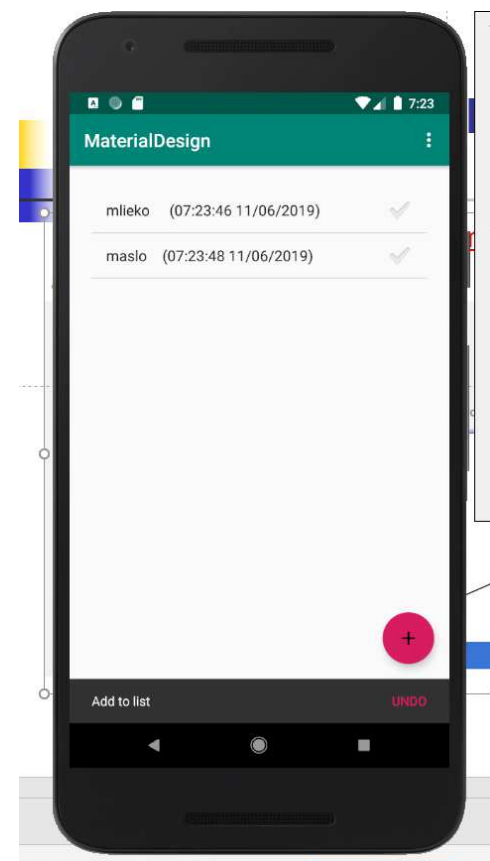 7:23
MaterialDesign
mlieko (07:23:46 11/06/2019)
maslo (07:23:48 11/06/2019)
+
Add to list UNDO